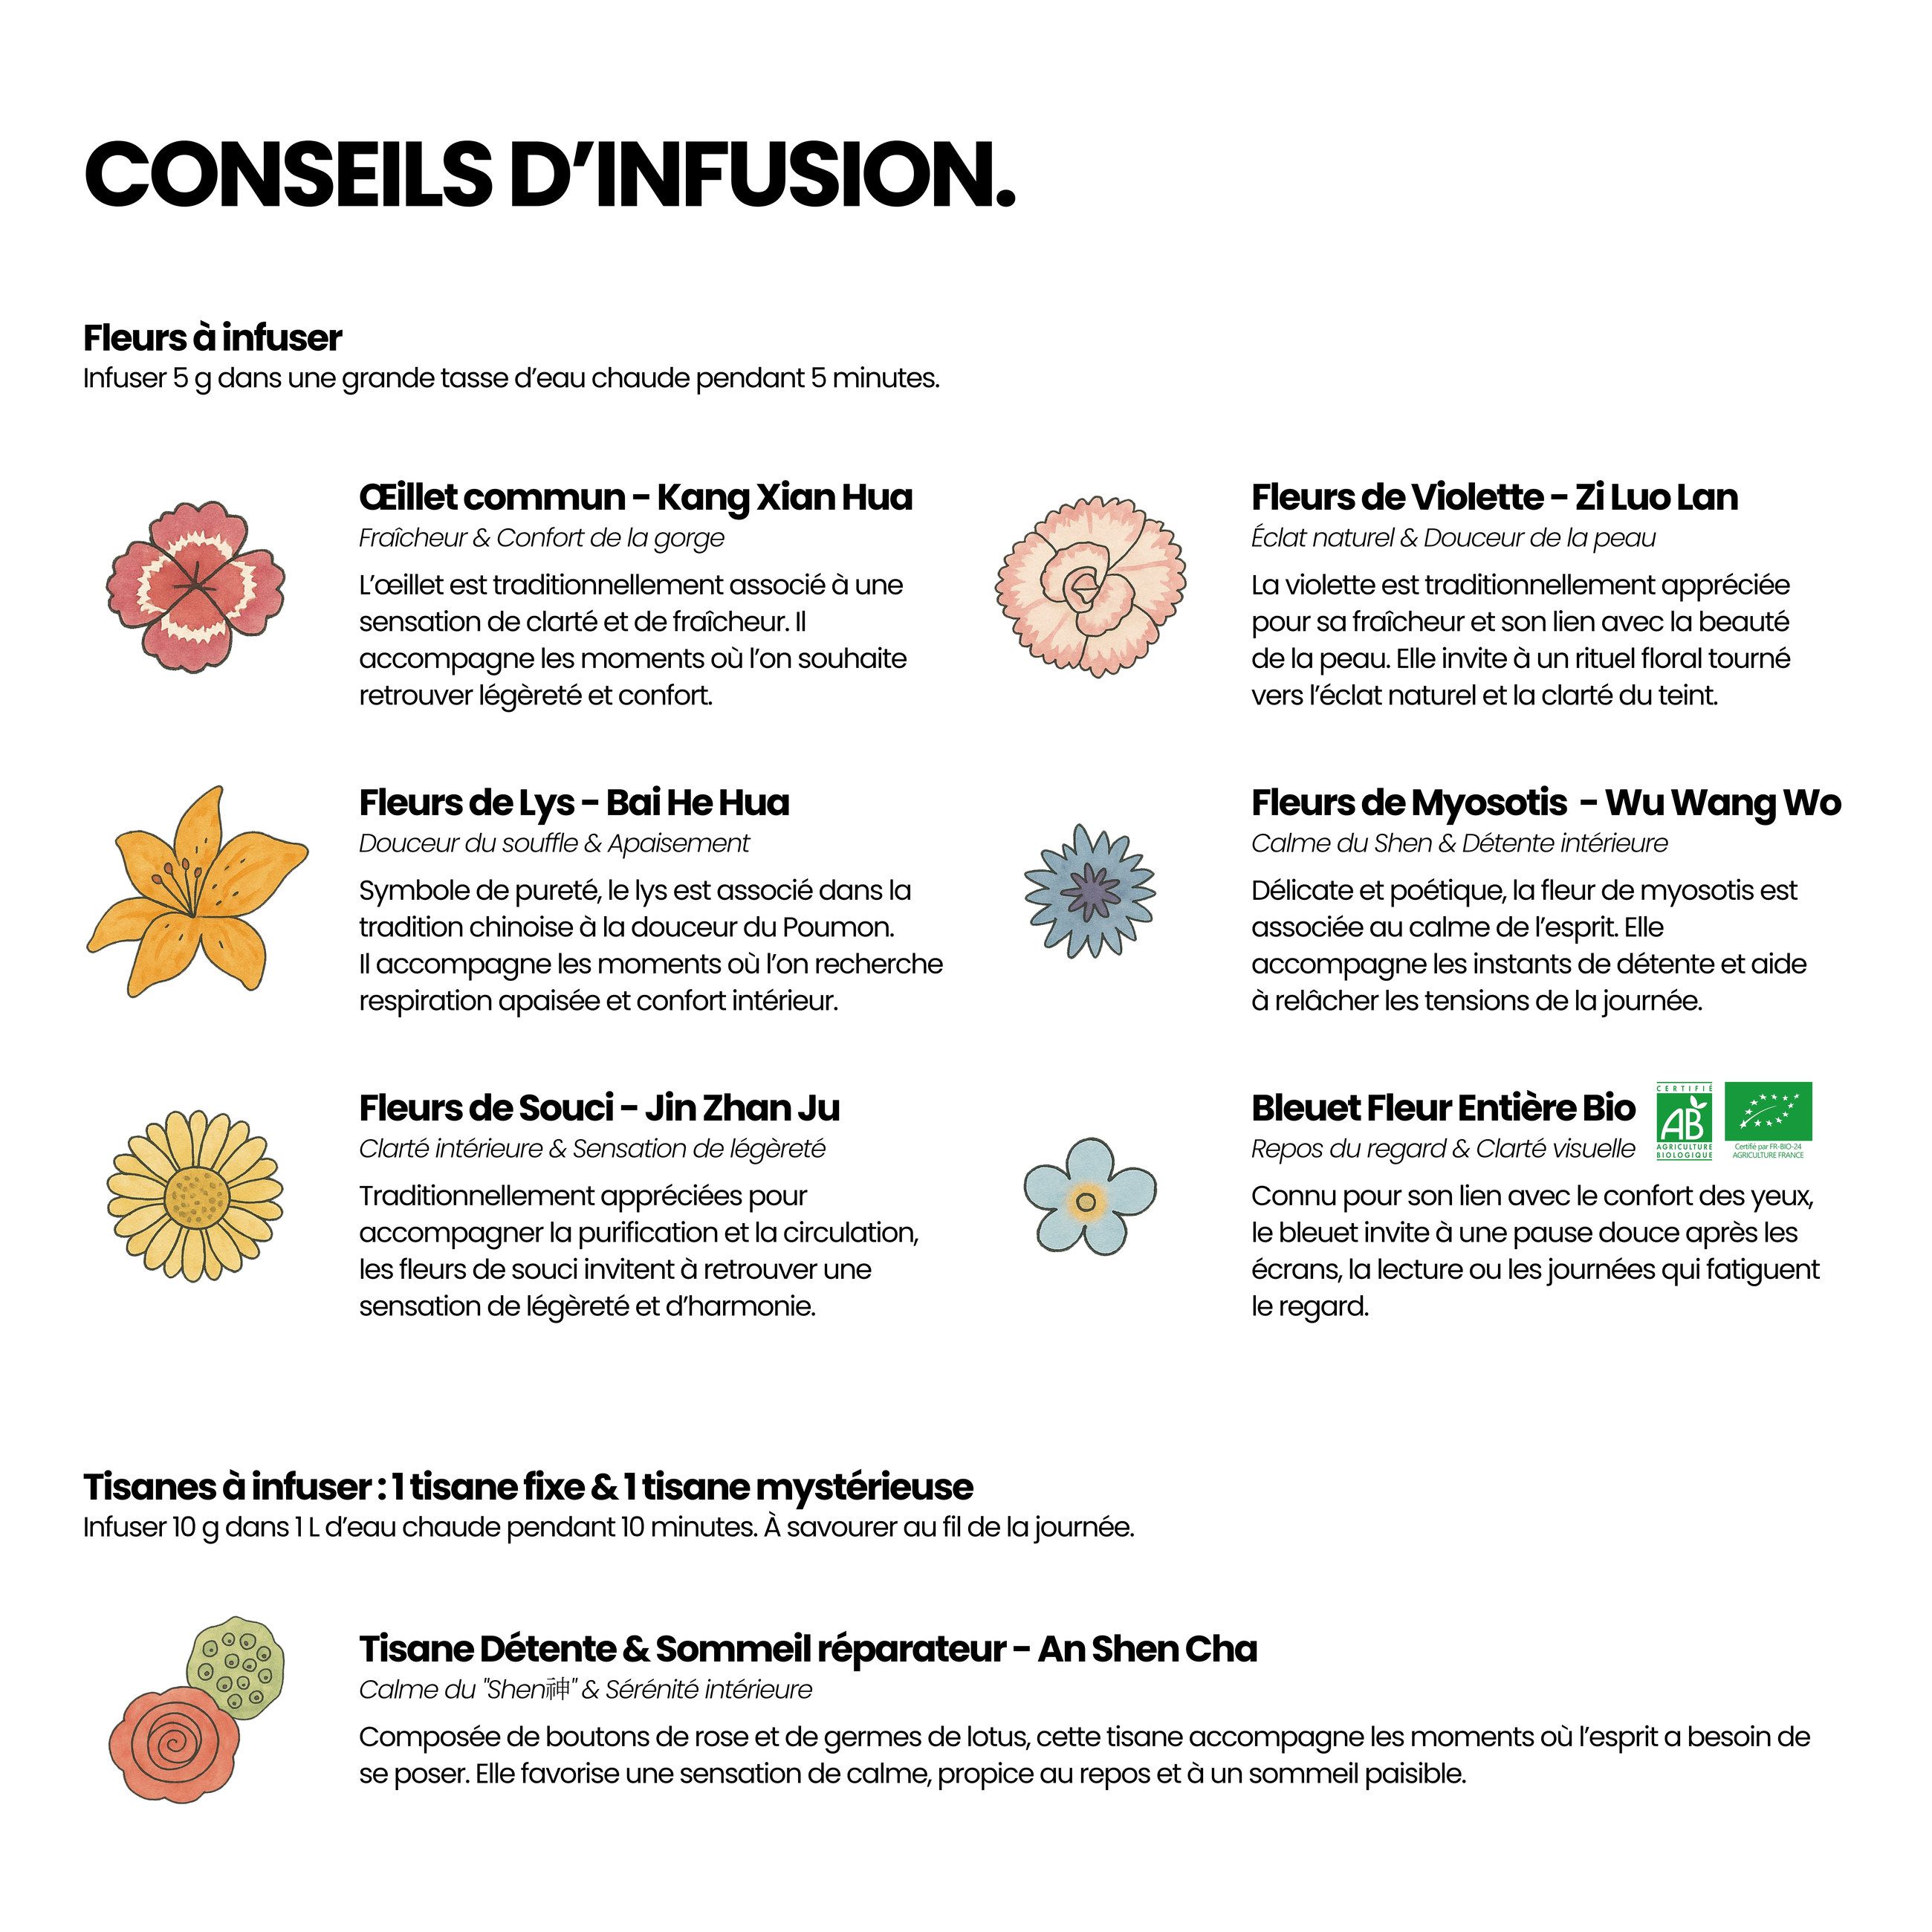 CONSEILS D’INFUSION.
Fleurs à infuser
Infuser 5 g dans une grande tasse d’eau chaude pendant 5 minutes.
Œillet commun – Kang Xian Hua
Fraîcheur & Confort de la gorge
L’œillet est traditionnellement associé à une
sensation de clarté et de fraîcheur. Il
accompagne les moments où l’on souhaite
retrouver légèreté et confort.
Fleurs de Violette – Zi Luo Lan
Éclat naturel & Douceur de la peau
La violette est traditionnellement appréciée
pour sa fraîcheur et son lien avec la beauté
de la peau. Elle invite à un rituel floral tourné
vers l’éclat naturel et la clarté du teint.
Fleurs de Lys – Bai He Hua
Douceur du souffle & Apaisement
Symbole de pureté, le lys est associé dans la
tradition chinoise à la douceur du Poumon.
Il accompagne les moments où l’on recherche
respiration apaisée et confort intérieur.
Fleurs de Myosotis – Wu Wang Wo
Calme du Shen & Détente intérieure
Délicate et poétique, la fleur de myosotis est
associée au calme de l’esprit. Elle
accompagne les instants de détente et aide
à relâcher les tensions de la journée.
Fleurs de Souci – Jin Zhan Ju
Clarté intérieure & Sensation de légèreté
Traditionnellement appréciées pour
accompagner la purification et la circulation,
les fleurs de souci invitent à retrouver une
sensation de légèreté et d’harmonie.
Bleuet Fleur Entière Bio
Repos du regard & Clarté visuelle
CERTIFIÉ
AB
AGRICULTURE
BIOLOGIQUE
Certifié par FR-BIO-24
AGRICULTURE FRANCE
Connu pour son lien avec le confort des yeux,
le bleuet invite à une pause douce après les
écrans, la lecture ou les journées qui fatiguent
le regard.
Tisanes à infuser : 1 tisane fixe & 1 tisane mystérieuse
Infuser 10 g dans 1 L d’eau chaude pendant 10 minutes. À savourer au fil de la journée.
Tisane Détente & Sommeil réparateur – An Shen Cha
Calme du "Shen神" & Sérénité intérieure
Composée de boutons de rose et de germes de lotus, cette tisane accompagne les moments où l’esprit a besoin de
se poser. Elle favorise une sensation de calme, propice au repos et à un sommeil paisible.